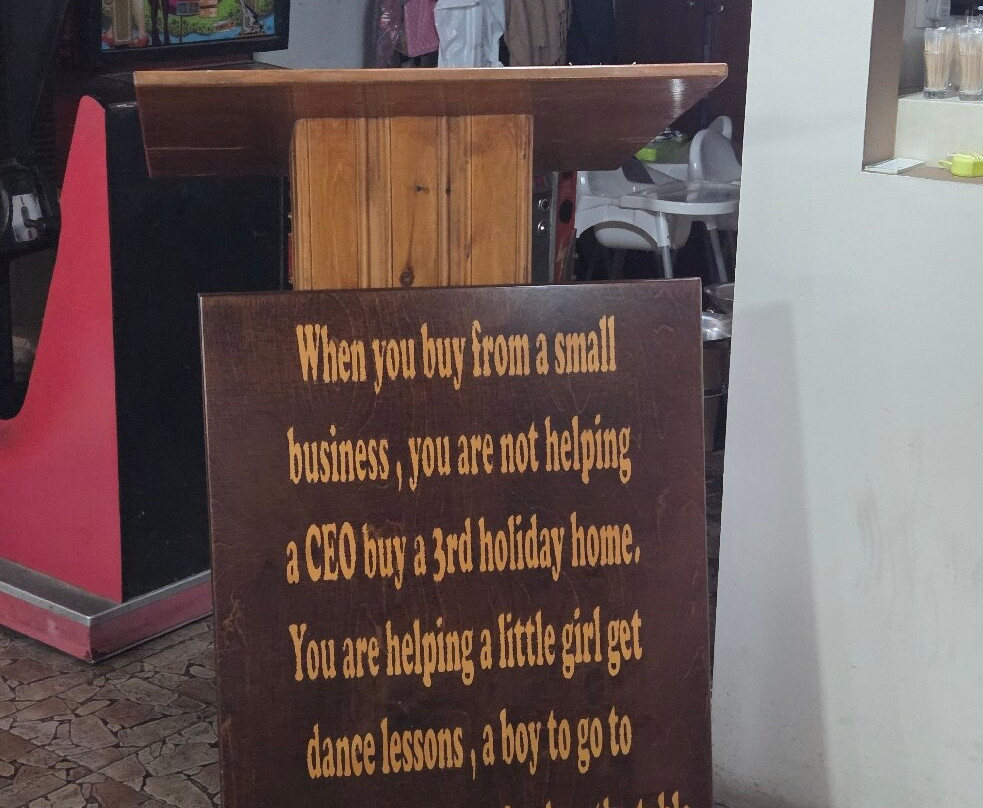 When you buy from a small
business , you are not helping
a CEO buy a 3rd holiday home.
You are helping a little girl get
dance lessons , a boy to go to